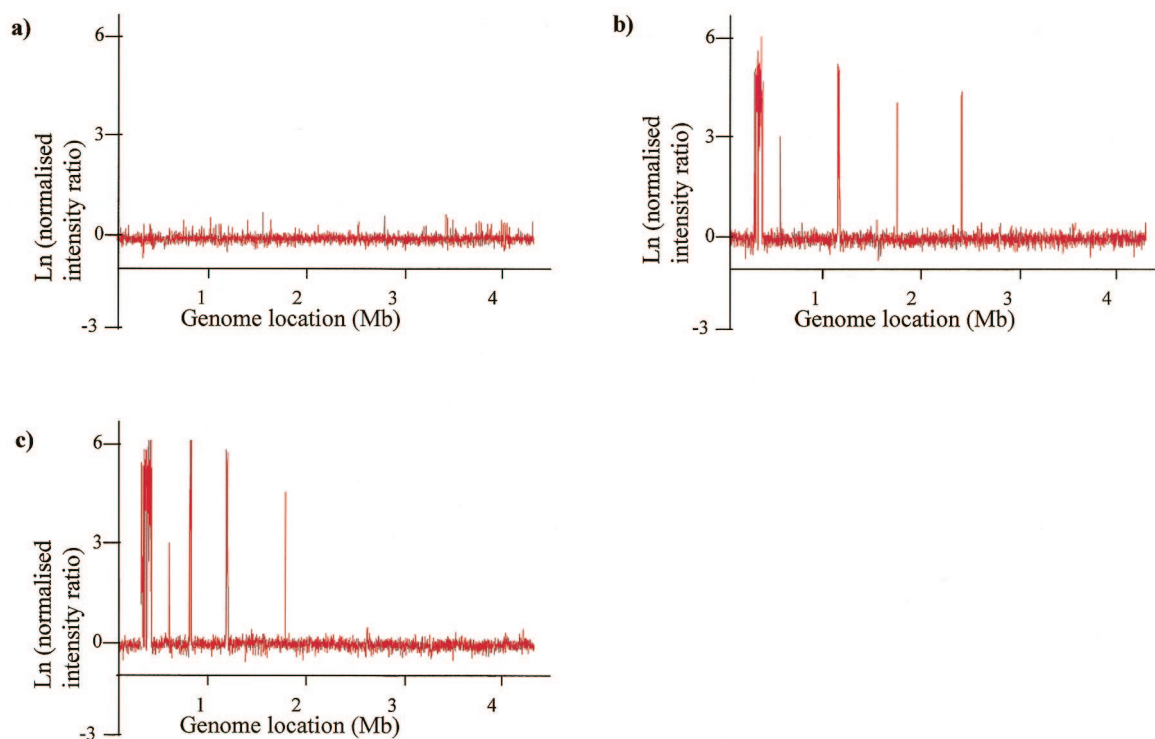 a)
6
3
0
-3
Ln (normalised
intensity ratio)
1 2 3 4
Genome location (Mb)
b)
6
3
0
-3
Ln (normalised
intensity ratio)
1 2 3 4
Genome location (Mb)
c)
6
3
0
-3
Ln (normalised
intensity ratio)
1 2 3 4
Genome location (Mb)